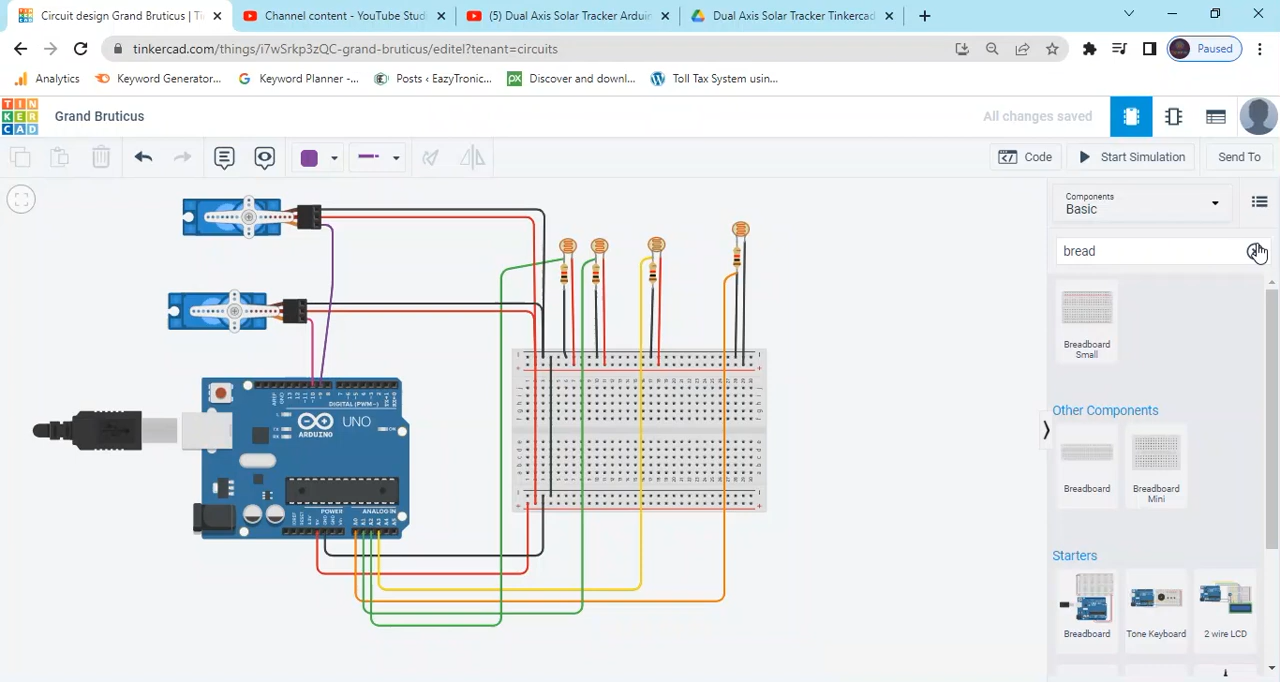 Circuit design Grand Bruticus | T
Channel content - YouTube Stud
(5) Dual Axis Solar Tracker Arduin
Dual Axis Solar Tracker Tinkercad
tinkercad.com/things/i7wSrkp3zQC-grand-bruticus/editel?tenant=circuits
Paused
Analytics
Keyword Generator...
Keyword Planner -...
Posts ‹ Eazytronic...
Discover and downl...
Toll Tax System usin...
TIN
KER
CAD
Grand Bruticus
All changes saved
Code
Start Simulation
Send To
Components
Basic
bread
Breadboard
Small
Other Components
Breadboard
Breadboard
Mini
Starters
Breadboard
Tone Keyboard
2 wire LCD
DIGITAL (PWM~)
UNO
ARDUINO
POWER
ANALOG IN